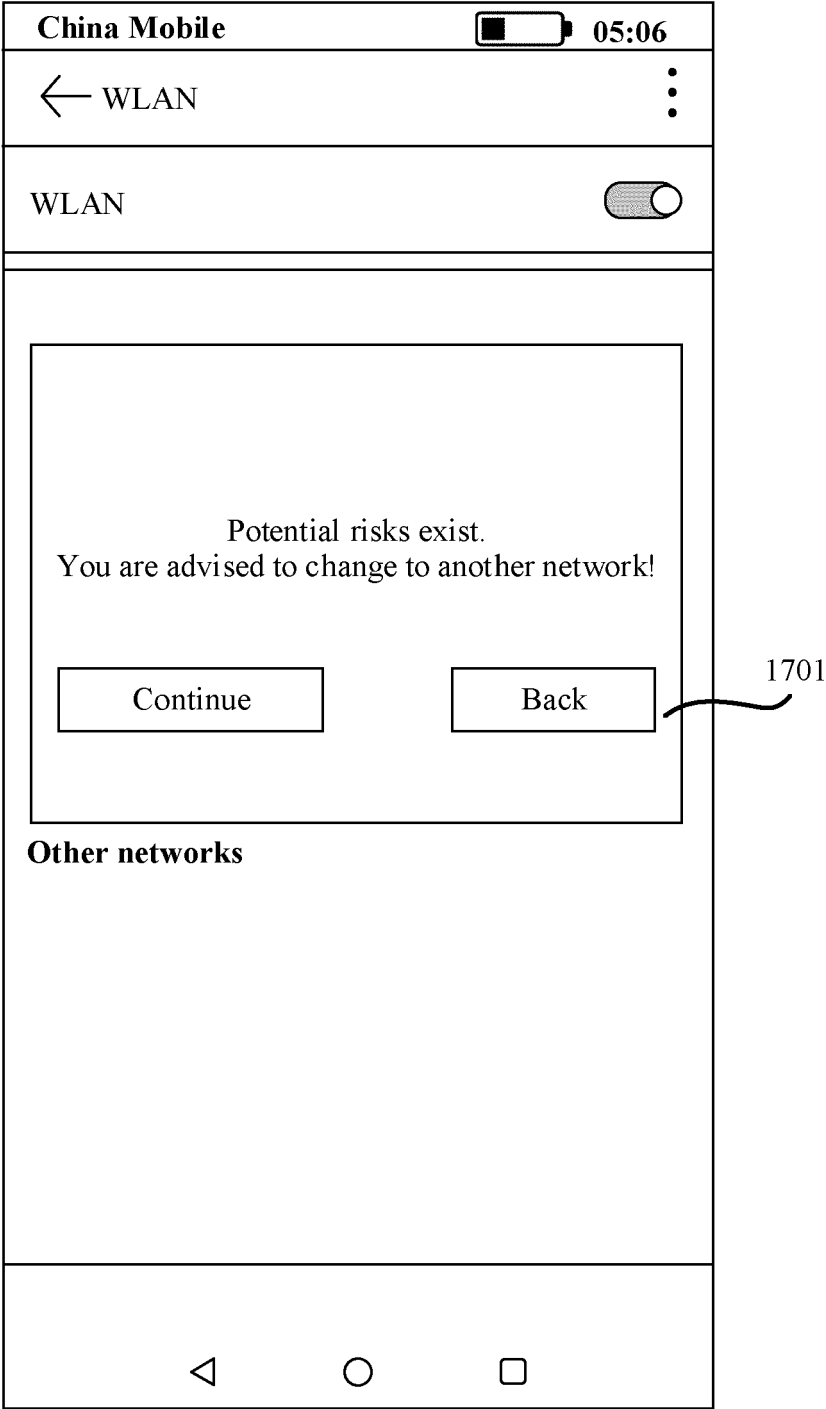 China Mobile 05:06
WLAN
WLAN
Potential risks exist.
You are advised to change to another network!
Continue Back
1701
Other networks